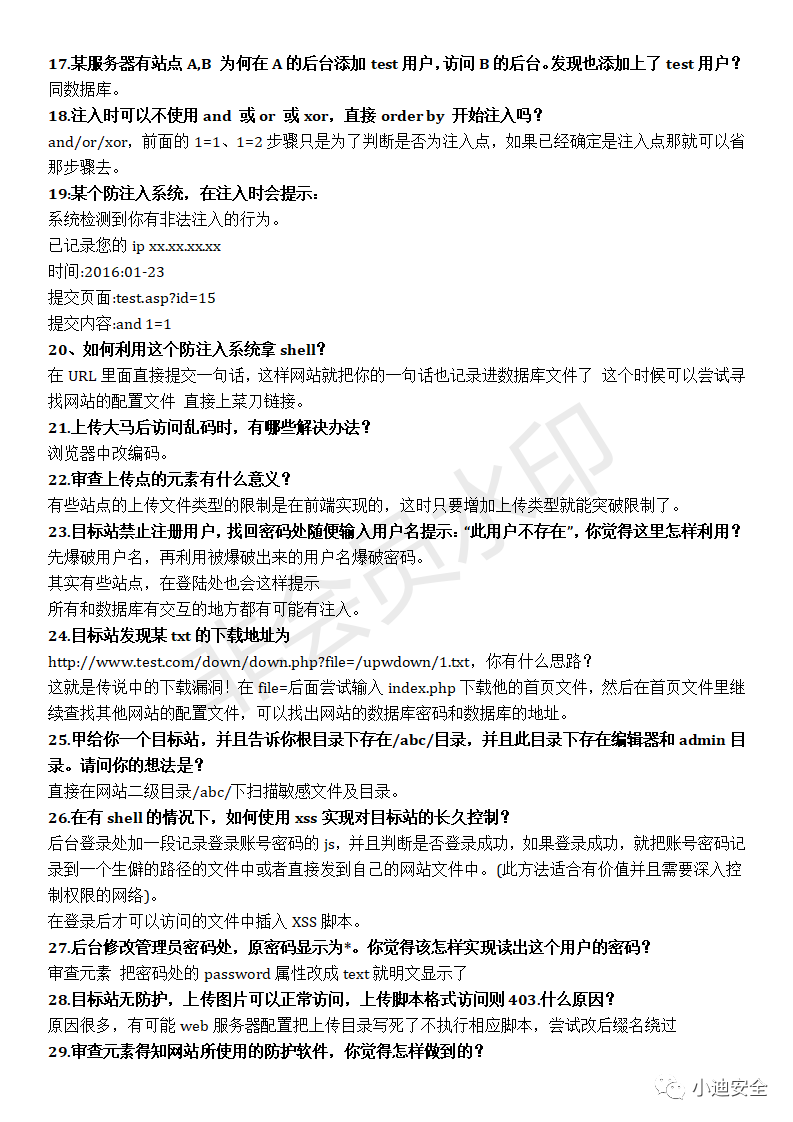 17.某服务器有站点 A,B 为何在 A 的后台添加 test 用户，访问 B 的后台。发现也添加上了 test 用户？
同数据库。
18.注入时可以不使用 and 或 or 或 xor，直接 order by 开始注入吗？
and/or/xor，前面的 1=1、1=2 步骤只是为了判断是否为注入点，如果已经确定是注入点那就可以省
那步骤去。
19:某个防注入系统，在注入时会提示：
系统检测到你有非法注入的行为。
已记录您的 ip xx.xx.xx.xx
时间:2016:01-23
提交页面:test.asp?id=15
提交内容:and 1=1
20、如何利用这个防注入系统拿 shell？
在 URL 里面直接提交一句话，这样网站就把你的一句话也记录进数据库文件了 这个时候可以尝试寻
找网站的配置文件 直接上菜刀链接。
21.上传大马后访问乱码时，有哪些解决办法？
浏览器中改编码。
22.审查上传点的元素有什么意义？
有些站点的上传文件类型的限制是在前端实现的，这时只要增加上传类型就能突破限制了。
23.目标站禁止注册用户，找回密码处随便输入用户名提示：“此用户不存在”，你觉得这里怎样利用？
先爆破用户名，再利用被爆破出来的用户名爆破密码。
其实有些站点，在登陆处也会这样提示
所有和数据库有交互的地方都有可能有注入。
24.目标站发现某 txt 的下载地址为
http://www.test.com/down/down.php?file=/upwdown/1.txt，你有什么思路？
这就是传说中的下载漏洞！在 file=后面尝试输入 index.php 下载他的首页文件，然后在首页文件里继
续查找其他网站的配置文件，可以找出网站的数据库密码和数据库的地址。
25.甲给你一个目标站，并且告诉你根目录下存在/abc/目录，并且此目录下存在编辑器和 admin 目
录。请问你的想法是？
直接在网站二级目录/abc/下扫描敏感文件及目录。
26.在有 shell 的情况下，如何使用 xss 实现对目标站的长久控制？
后台登录处加一段记录登录账号密码的 js，并且判断是否登录成功，如果登录成功，就把账号密码记
录到一个生僻的路径的文件中或者直接发到自己的网站文件中。(此方法适合有价值并且需要深入控
制权限的网络)。
在登录后才可以访问的文件中插入 XSS 脚本。
27.后台修改管理员密码处，原密码显示为*。你觉得该怎样实现读出这个用户的密码？
审查元素 把密码处的 password 属性改成 text 就明文显示了
28.目标站无防护，上传图片可以正常访问，上传脚本格式访问则 403.什么原因？
原因很多，有可能 web 服务器配置把上传目录写死了不执行相应脚本，尝试改后缀名绕过
29.审查元素得知网站所使用的防护软件，你觉得怎样做到的？
非会员水印
小迪安全